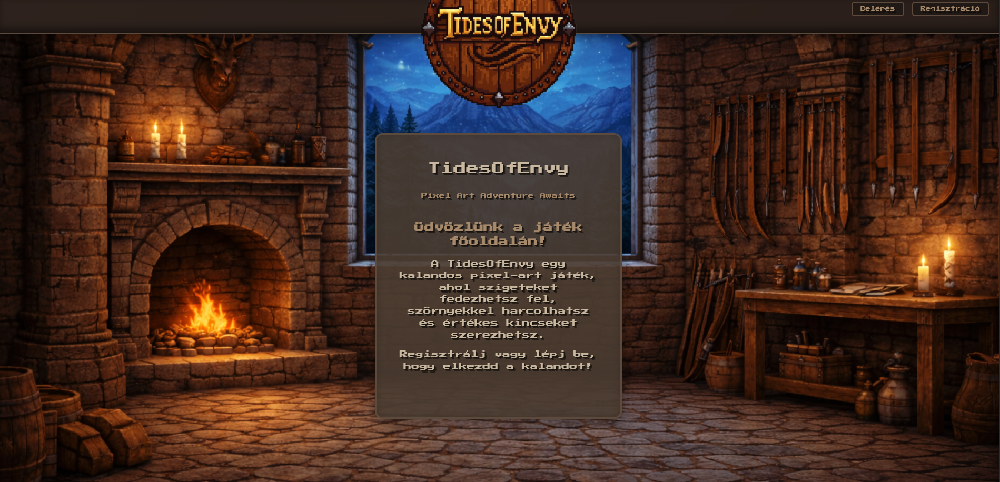 Belépés
Regisztráció
TidesOfEnvy
TidesOfEnvy
Pixel Art Adventure Awaits
üdvözlünk a játék
főoldalán!
A TidesOfEnvy egy
kalandos pixel-art játék,
ahol szigeteket
fedezhetsz fel,
szörnyekkel harcolhatsz
és értékes kincseket
szerezhetsz.
Regisztrálj vagy lépj be,
hogy elkezdd a kalandot!